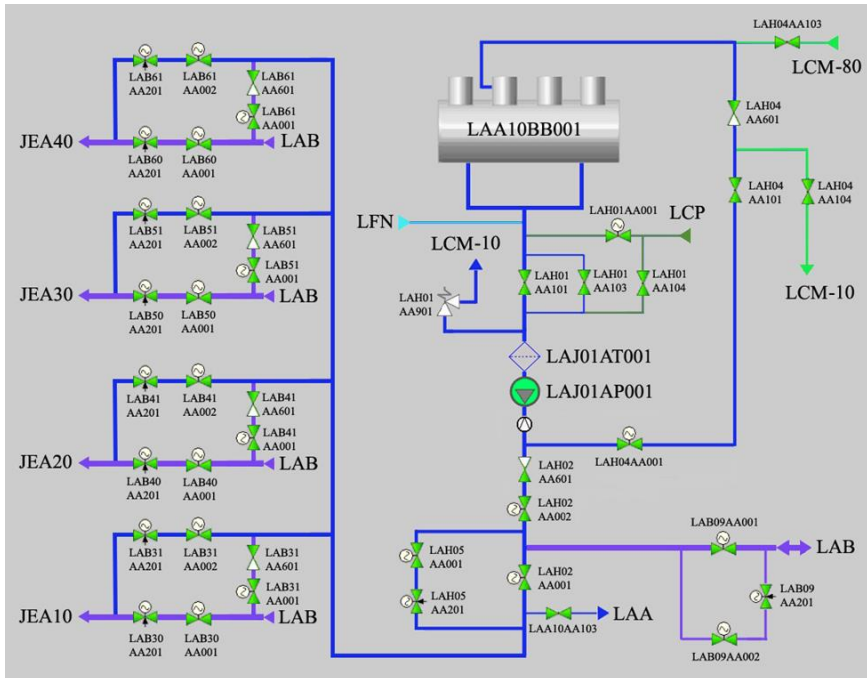 LAH04AA103
LCM-80
LAB61
AA201
LAB61
AA002
LAB61
AA601
LAB61
AA001
JEA40
LAB60
AA201
LAB60
AA001
LAB
LAA10BB001
LAH04
AA601
LAH04
AA101
LAH04
AA104
LCM-10
LAB51
AA201
LAB51
AA002
LAB51
AA601
LAB51
AA001
JEA30
LAB50
AA201
LAB50
AA001
LAB
LFN
LCM-10
LAH01AA001
LCP
LAH01
AA901
LAH01
AA101
LAH01
AA103
LAH01
AA104
LAJ01AT001
LAJ01AP001
LAB41
AA201
LAB41
AA002
LAB41
AA601
LAB41
AA001
JEA20
LAB40
AA201
LAB40
AA001
LAB
LAH04AA001
LAH02
AA601
LAH02
AA002
LAB31
AA201
LAB31
AA002
LAB31
AA601
LAB31
AA001
JEA10
LAB30
AA201
LAB30
AA001
LAB
LAH05
AA001
LAH05
AA201
LAH02
AA001
LAA10AA103
LAA
LAB09AA001
LAB
LAB09
AA201
LAB09AA002